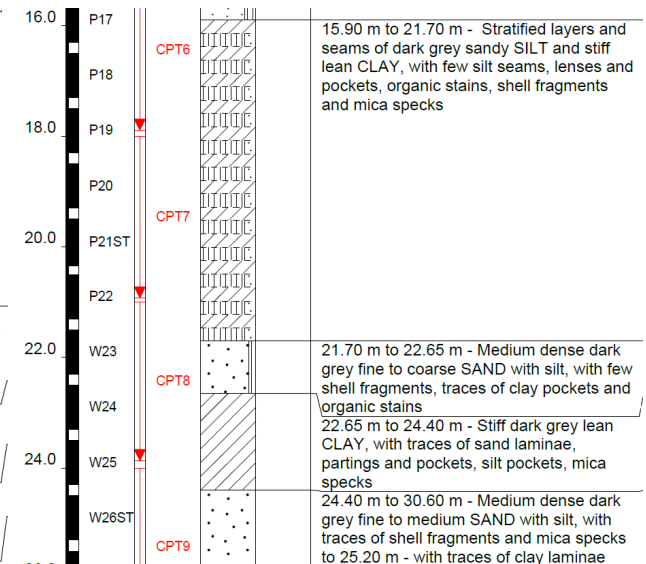 16.0
P17
CPT6
P18
18.0
P19
P20
CPT7
20.0
P21ST
P22
22.0
W23
CPT8
W24
24.0
W25
W26ST
CPT9
15.90 m to 21.70 m - Stratified layers and
seams of dark grey sandy SILT and stiff
lean CLAY, with few silt seams, lenses and
pockets, organic stains, shell fragments
and mica specks
21.70 m to 22.65 m - Medium dense dark
grey fine to coarse SAND with silt, with few
shell fragments, traces of clay pockets and
organic stains
22.65 m to 24.40 m - Stiff dark grey lean
CLAY, with traces of sand laminae,
partings and pockets, silt pockets, mica
specks
24.40 m to 30.60 m - Medium dense dark
grey fine to medium SAND with silt, with
traces of shell fragments and mica specks
to 25.20 m - with traces of clay laminae